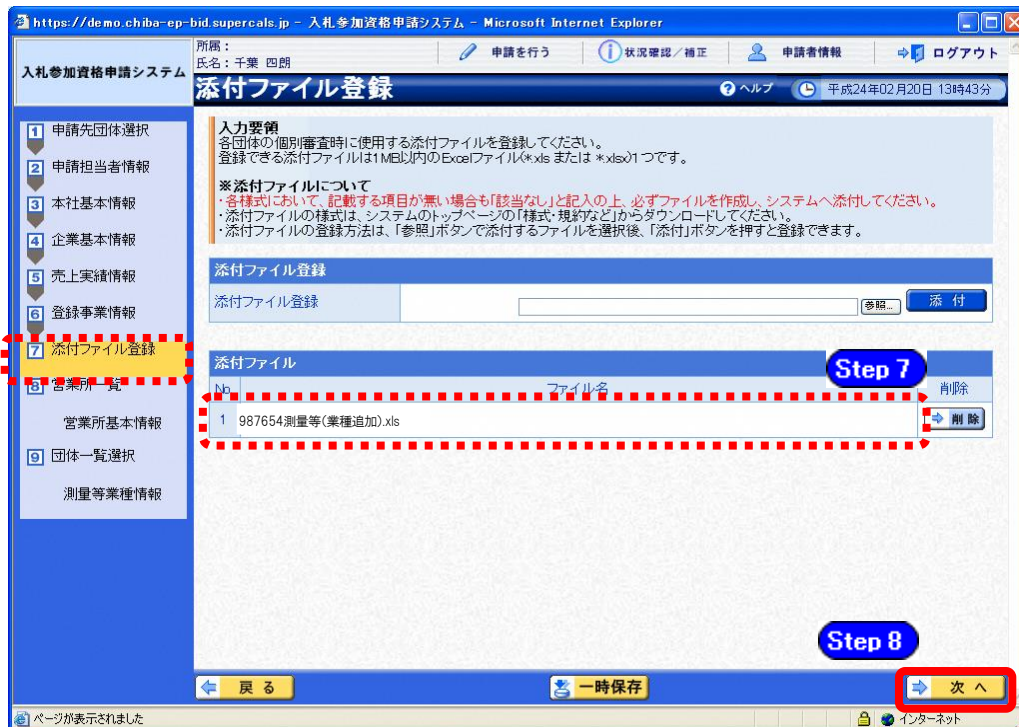 https://demo.chiba-ep-bid.supercals.jp - 入札参加資格申請システム - Microsoft Internet Explorer
入札参加資格申請システム
所属：
氏名：千葉 四朗
申請を行う
状況確認／補正
申請者情報
ログアウト
添付ファイル登録
ヘルプ
平成24年02月20日 13時43分
1 申請先団体選択
2 申請担当者情報
3 本社基本情報
4 企業基本情報
5 売上実績情報
6 登録事業情報
7 添付ファイル登録
8 営業所一覧
営業所基本情報
9 団体一覧選択
測量等業種情報
入力要領
各団体の個別審査時に使用する添付ファイルを登録してください。
登録できる添付ファイルは1MB以内のExcelファイル(*.xls または *.xlsx)1つです。
※添付ファイルについて
・各様式において、記載する項目が無い場合も「該当なし」と記入の上、必ずファイルを作成し、システムへ添付してください。
・添付ファイルの様式は、システムのトップページの「様式・規約など」からダウンロードしてください。
・添付ファイルの登録方法は、「参照」ボタンで添付するファイルを選択後、「添付」ボタンを押すと登録できます。
添付ファイル登録
添付ファイル登録
参照...
添 付
添付ファイル
Step 7
No
ファイル名
削除
1
987654測量等(業種追加).xls
削 除
Step 8
戻 る
一時保存
次 へ
ページが表示されました
インターネット